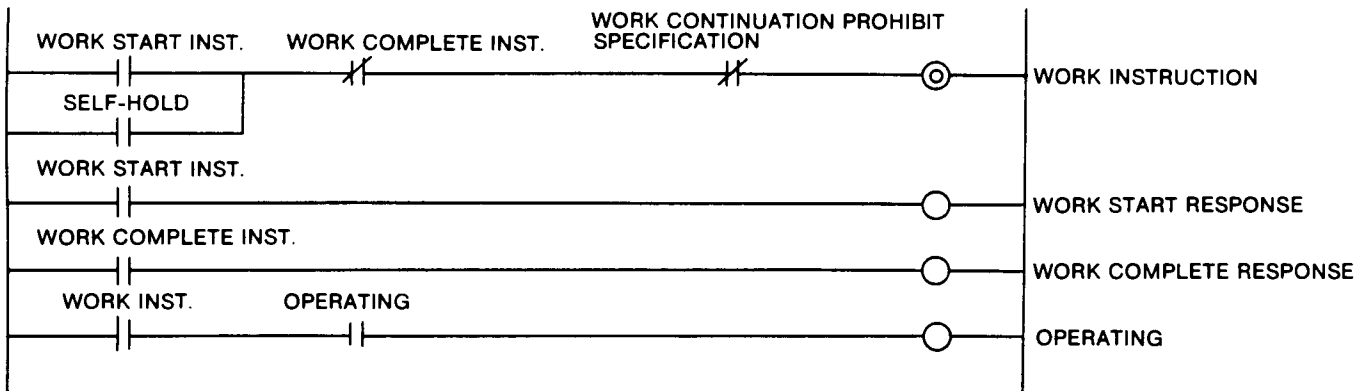 WORK START INST.
WORK COMPLETE INST.
WORK CONTINUATION PROHIBIT
SPECIFICATION
WORK INSTRUCTION
SELF-HOLD
WORK START INST.
WORK START RESPONSE
WORK COMPLETE INST.
WORK COMPLETE RESPONSE
WORK INST.
OPERATING
OPERATING